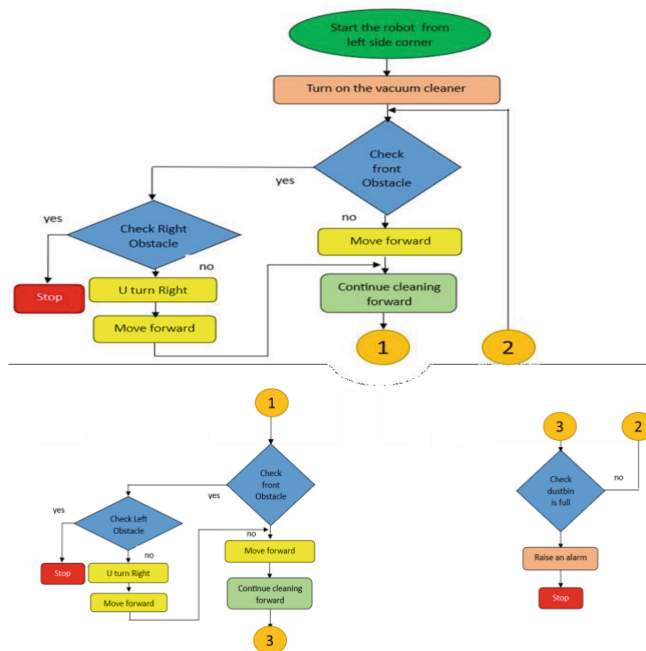 Start the robot from
left side corner
Turn on the vacuum cleaner
Check
front
Obstacle
yes
no
yes
Check Right
Obstacle
Move forward
no
Stop
U turn Right
Continue cleaning
forward
Move forward
1
2
1
3
2
Check
front
Obstacle
Check
dustbin
is full
no
yes
yes
Check Left
Obstacle
no
no
Move forward
Raise an alarm
Stop
U turn Right
Continue cleaning
forward
Move forward
Stop
3